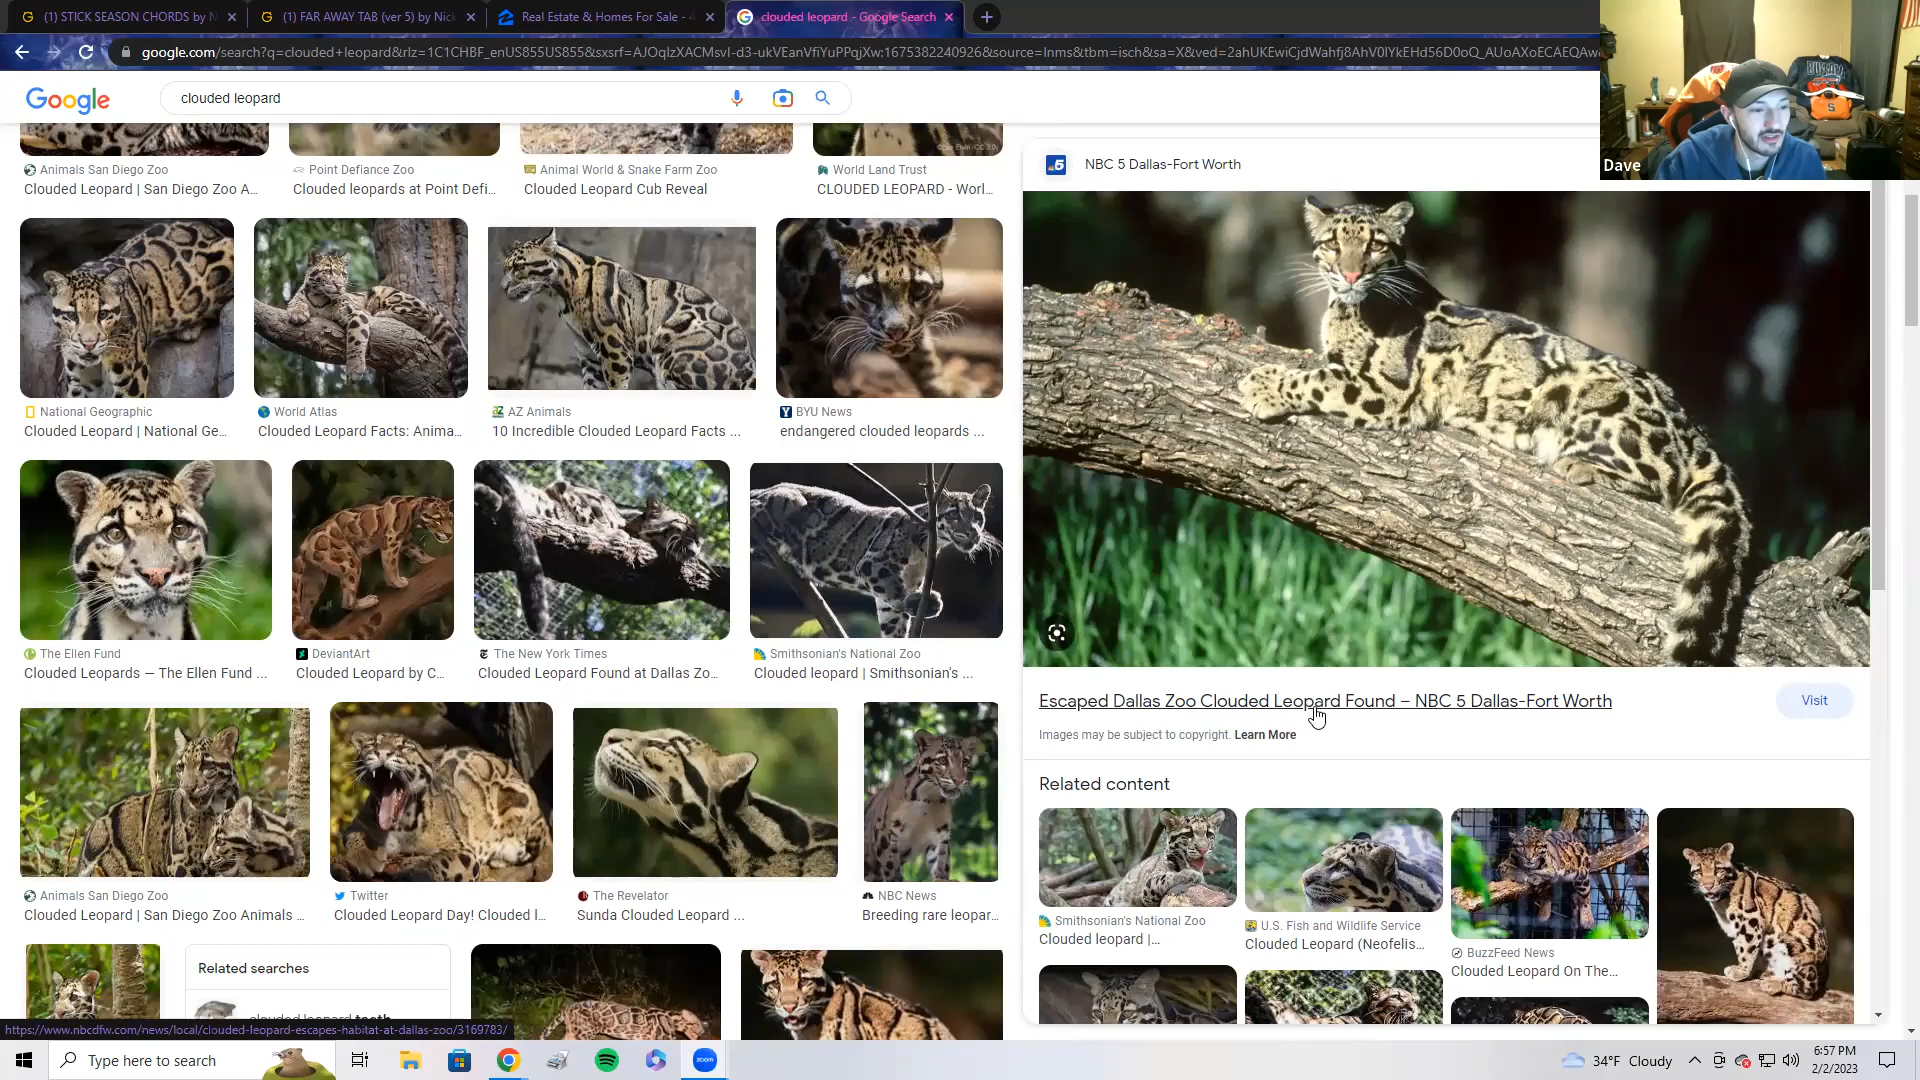 (1) STICK SEASON CHORDS by N
(1) FAR AWAY TAB (ver 5) by Nick
Real Estate & Homes For Sale -
clouded leopard - Google Search
google.com/search?q=clouded+leopard&rlz=1C1CHBF_enUS855US855&sxsrf=AJOqlzXACMsvI-d3-ukVEanVfiYuPPqjXw:1675382240926&source=lnms&tbm=isch&sa=X&ved=2ahUKEwiCjdWahfj8AhV0lYkEHd56D0oQ_AUoAXoECAEQAw
Google
clouded leopard
Dave
Animals San Diego Zoo
Clouded Leopard | San Diego Zoo A...
Point Defiance Zoo
Clouded leopards at Point Defi...
Animal World & Snake Farm Zoo
Clouded Leopard Cub Reveal
World Land Trust
CLOUDED LEOPARD - Worl...
5 NBC 5 Dallas-Fort Worth
National Geographic
Clouded Leopard | National Ge...
World Atlas
Clouded Leopard Facts: Anima...
AZ Animals
10 Incredible Clouded Leopard Facts ...
BYU News
endangered clouded leopards ...
The Ellen Fund
Clouded Leopards — The Ellen Fund ...
DeviantArt
Clouded Leopard by C...
The New York Times
Clouded Leopard Found at Dallas Zo...
Smithsonian's National Zoo
Clouded leopard | Smithsonian's ...
Escaped Dallas Zoo Clouded Leopard Found – NBC 5 Dallas-Fort Worth
Visit
Images may be subject to copyright. Learn More
Related content
Animals San Diego Zoo
Clouded Leopard | San Diego Zoo Animals ...
Twitter
Clouded Leopard Day! Clouded l...
The Revelator
Sunda Clouded Leopard ...
NBC News
Breeding rare leopar...
Smithsonian's National Zoo
Clouded leopard |...
U.S. Fish and Wildlife Service
Clouded Leopard (Neofelis...
BuzzFeed News
Clouded Leopard On The...
Related searches
clouded leopard teeth
https://www.nbcdfw.com/news/local/clouded-leopard-escapes-habitat-at-dallas-zoo/3169783/
Type here to search
zoom
34°F Cloudy
6:57 PM
2/2/2023